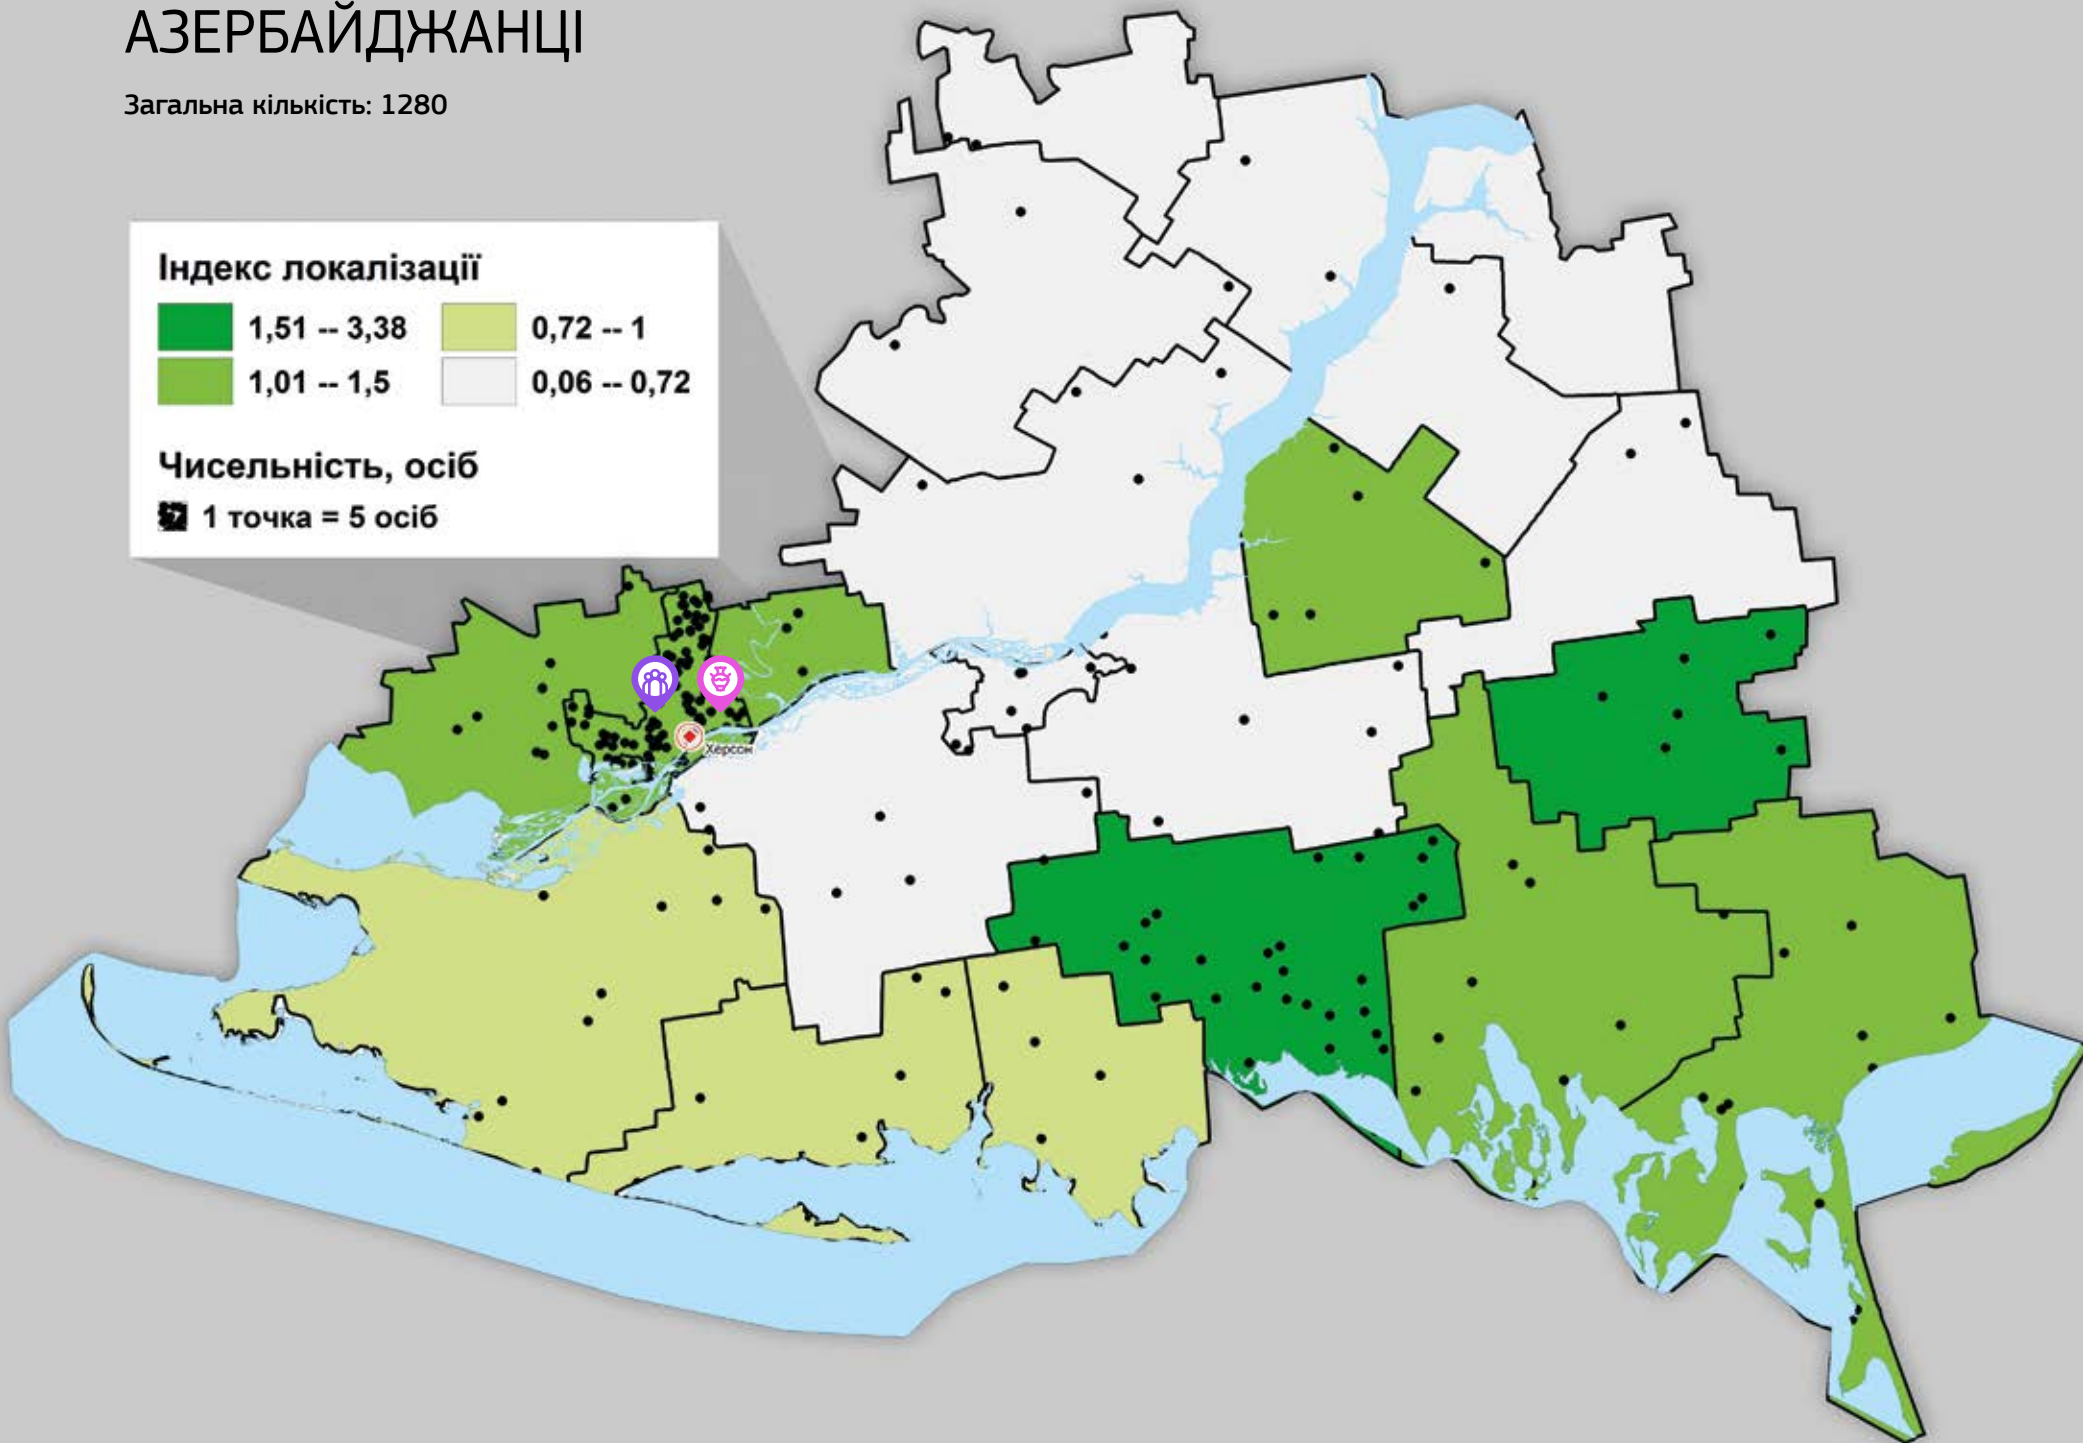 АЗЕРБАЙДЖАНЦІ
Загальна кількість: 1280
Індекс локалізації
1,51 -- 3,38
0,72 -- 1
1,01 -- 1,5
0,06 -- 0,72
Чисельність, осіб
1 точка = 5 осіб
Херсон